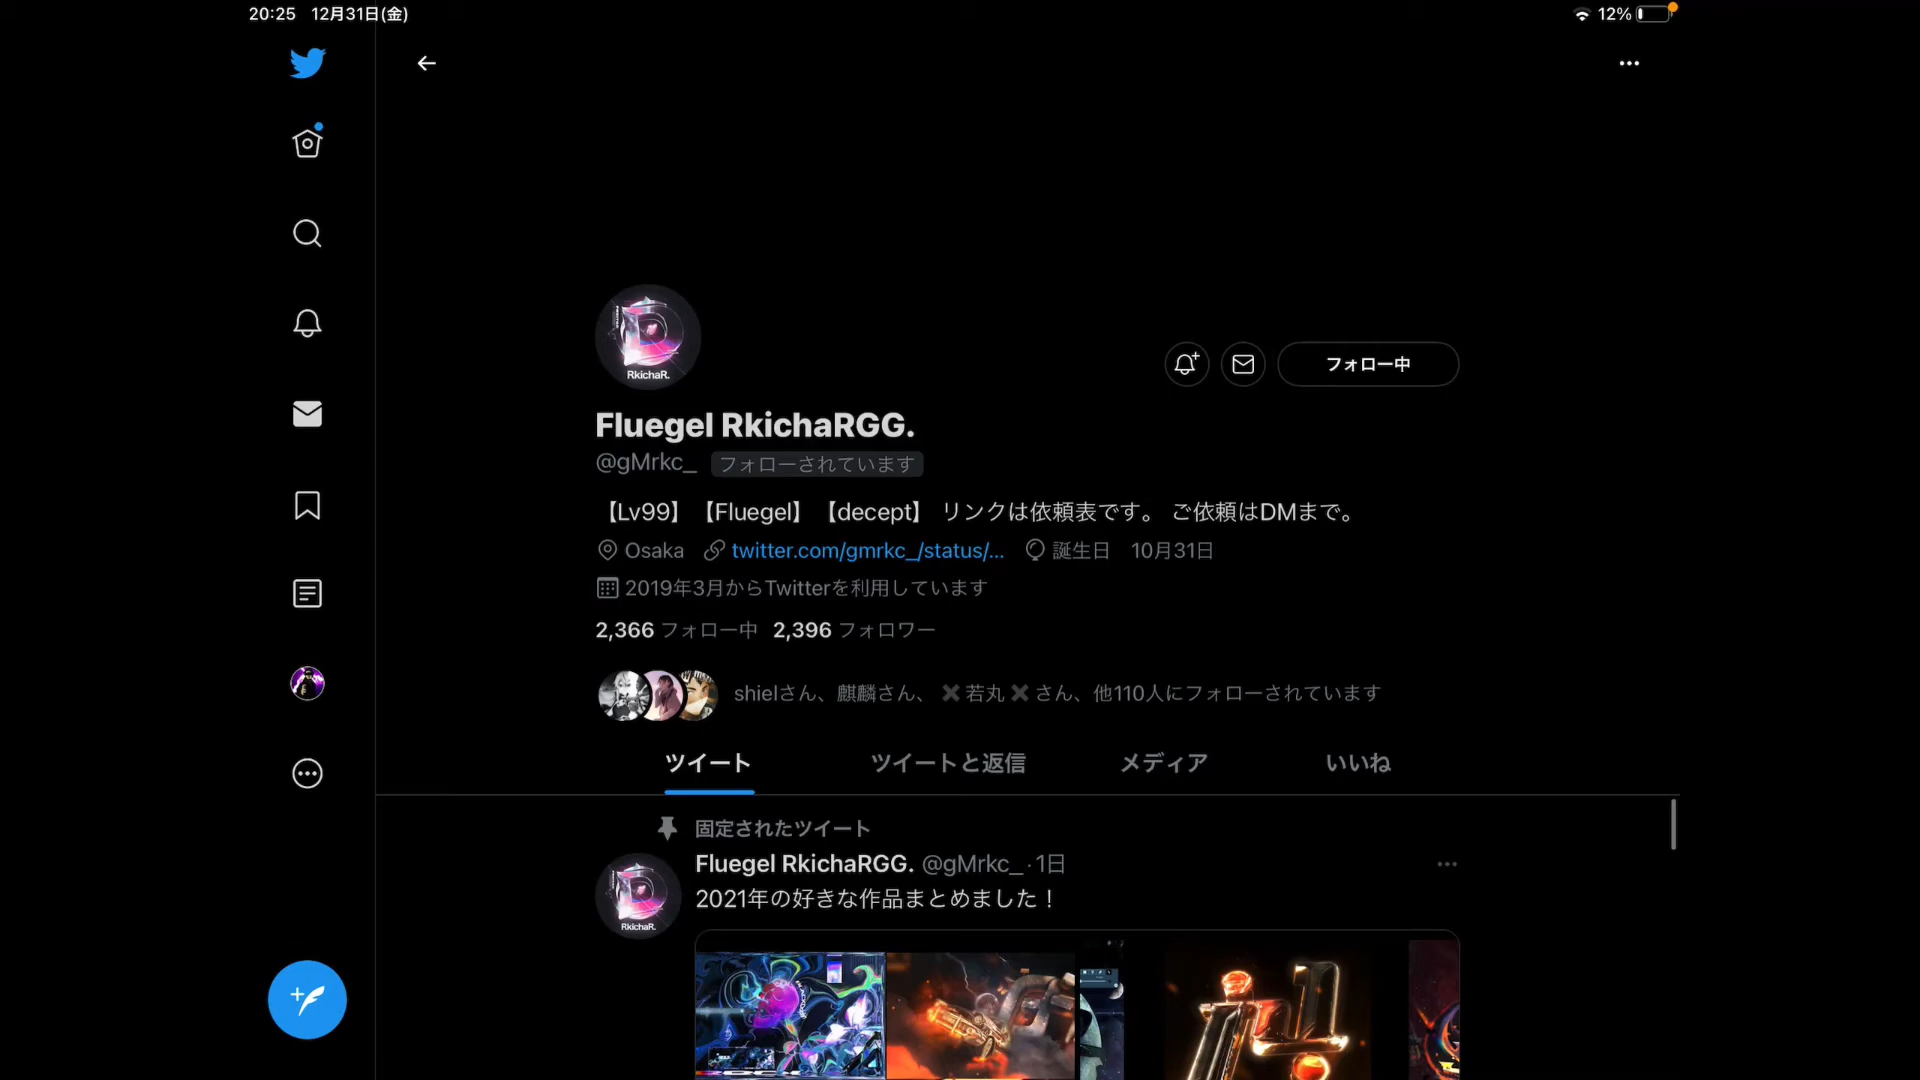 20:25 12月31日(金)
12%
RkichaR.
フォロー中
Fluegel RkichaRGG.
@gMrkc_ フォローされています
【Lv99】【Fluegel】【decept】 リンクは依頼表です。 ご依頼はDMまで。
Osaka twitter.com/gmrkc_/status/... 誕生日 10月31日
2019年3月からTwitterを利用しています
2,366 フォロー中 2,396 フォロワー
shielさん、麒麟さん、 ✖若丸✖さん、他110人にフォローされています
ツイート ツイートと返信 メディア いいね
固定されたツイート
Fluegel RkichaRGG. @gMrkc_ · 1日
2021年の好きな作品まとめました！
RkichaR.